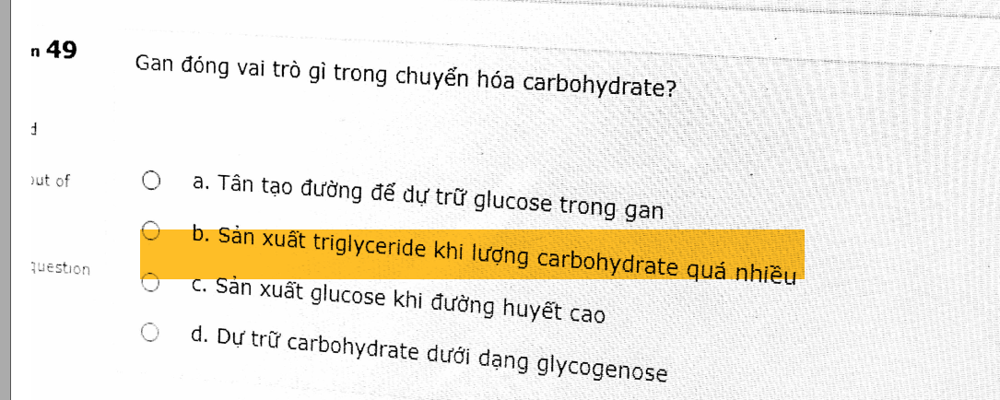 n 49
Gan đóng vai trò gì trong chuyển hóa carbohydrate?
d
out of
a. Tân tạo đường để dự trữ glucose trong gan
b. Sản xuất triglyceride khi lượng carbohydrate quá nhiều
question
c. Sản xuất glucose khi đường huyết cao
d. Dự trữ carbohydrate dưới dạng glycogenose